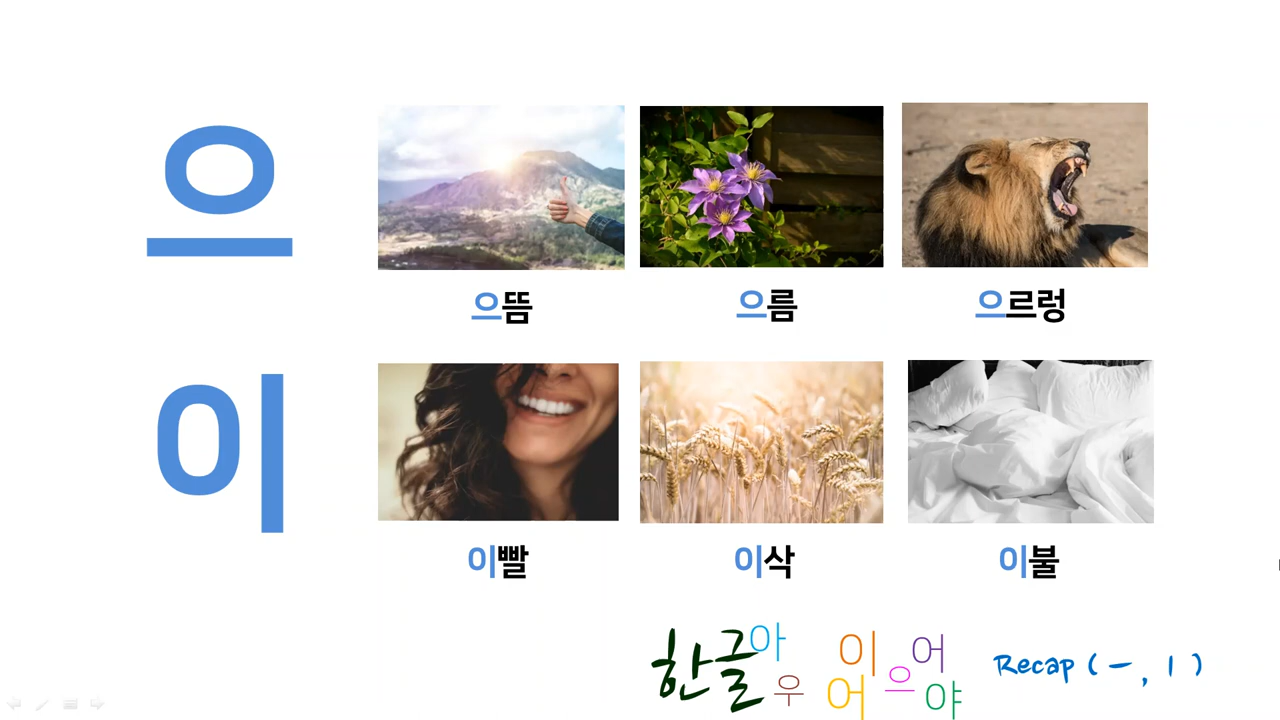 으
으뜸 으름 으르렁
이
이빨 이삭 이불
한글 아 우 이 어 어 으 야 Recap (ㅡ, ㅣ)